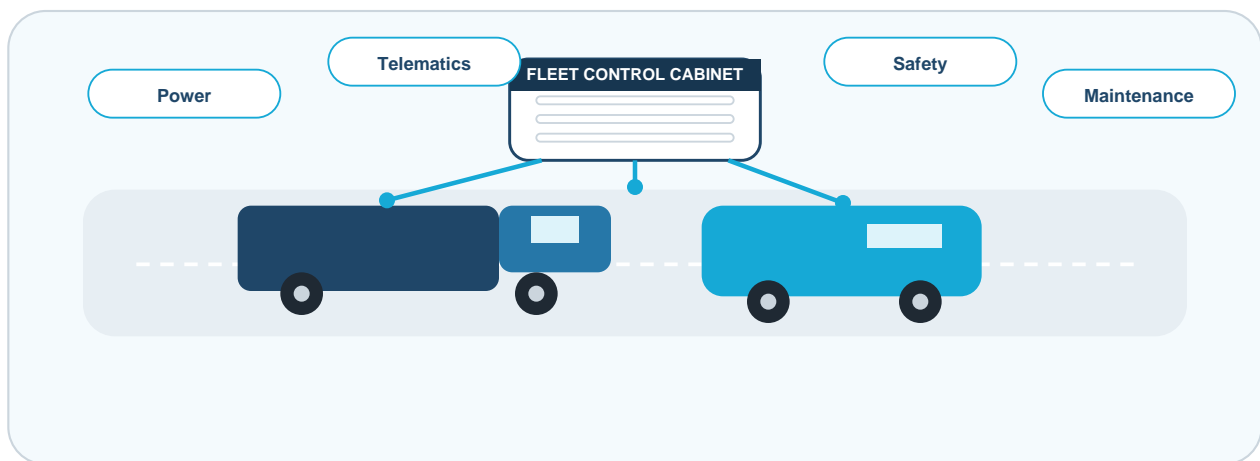 Power
Telematics
FLEET CONTROL CABINET
Safety
Maintenance